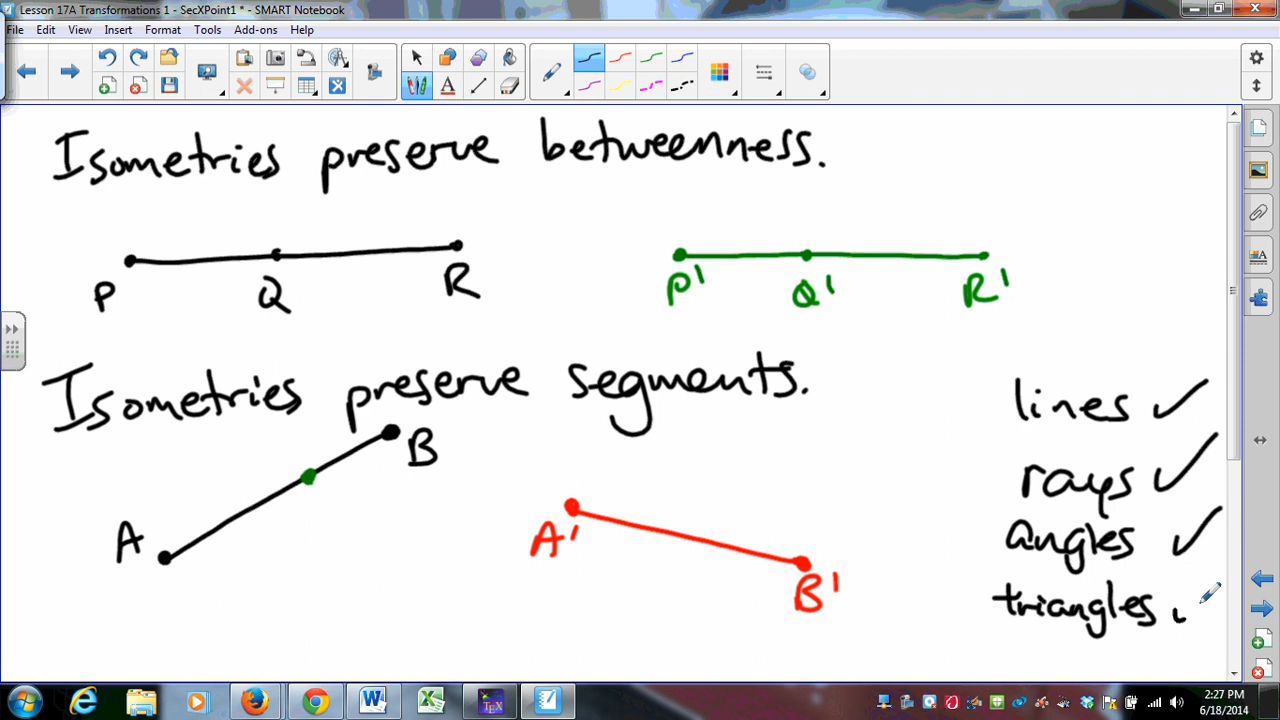 Lesson 17A Transformations 1 - SecXPoint1 * - SMART Notebook
File Edit View Insert Format Tools Add-ons Help
Isometries preserve betweenness.
P Q R P' Q' R'
Isometries preserve segments.
lines ✓
B
rays ✓
A A' angles ✓
B' triangles
2:27 PM
6/18/2014